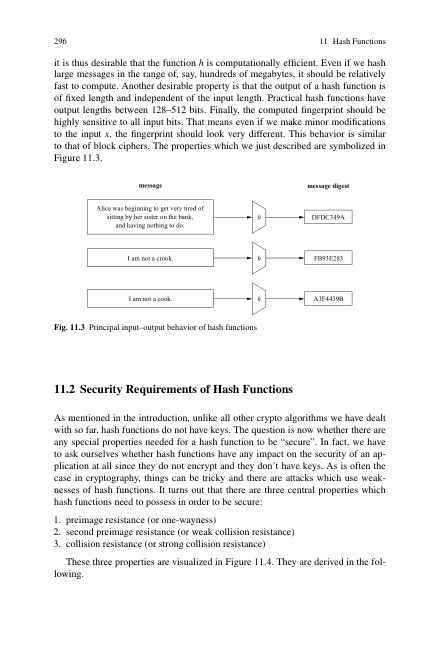 296
11 Hash Functions
it is thus desirable that the function h is computationally efficient. Even if we hash
large messages in the range of, say, hundreds of megabytes, it should be relatively
fast to compute. Another desirable property is that the output of a hash function is
of fixed length and independent of the input length. Practical hash functions have
output lengths between 128–512 bits. Finally, the computed fingerprint should be
highly sensitive to all input bits. That means even if we make minor modifications
to the input x, the fingerprint should look very different. This behavior is similar
to that of block ciphers. The properties which we just described are symbolized in
Figure 11.3.
message
message digest
Alice was beginning to get very tired of
sitting by her sister on the bank,
and having nothing to do.
h
DFDC349A
I am not a crook.
h
FB93E283
I am not a cook.
h
A3F4439B
Fig. 11.3 Principal input–output behavior of hash functions
11.2 Security Requirements of Hash Functions
As mentioned in the introduction, unlike all other crypto algorithms we have dealt
with so far, hash functions do not have keys. The question is now whether there are
any special properties needed for a hash function to be “secure”. In fact, we have
to ask ourselves whether hash functions have any impact on the security of an ap-
plication at all since they do not encrypt and they don’t have keys. As is often the
case in cryptography, things can be tricky and there are attacks which use weak-
nesses of hash functions. It turns out that there are three central properties which
hash functions need to possess in order to be secure:
1. preimage resistance (or one-wayness)
2. second preimage resistance (or weak collision resistance)
3. collision resistance (or strong collision resistance)
These three properties are visualized in Figure 11.4. They are derived in the fol-
lowing.